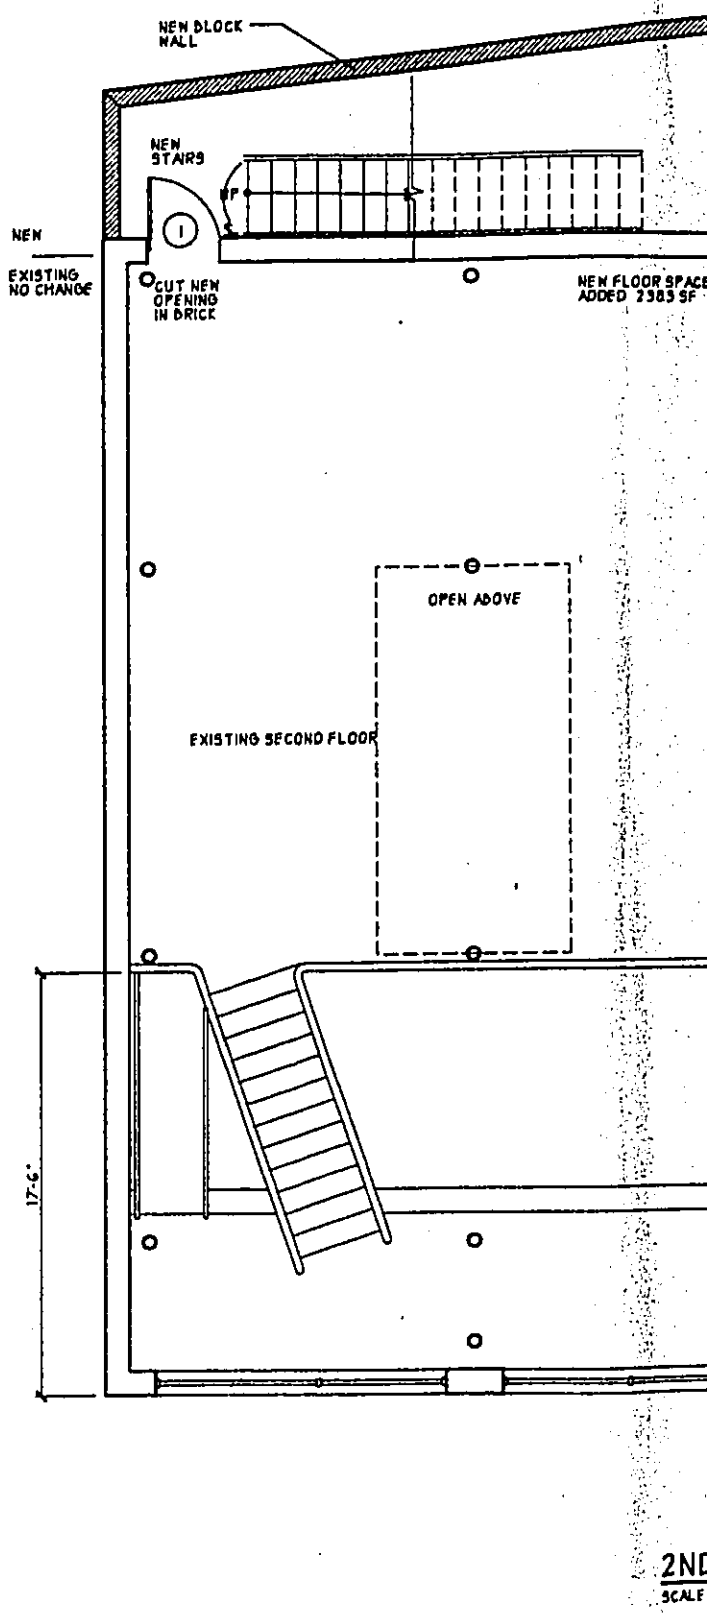 NEW BLOCK
WALL
NEW
STAIRS
UP
1
NEW
EXISTING
NO CHANGE
CUT NEW
OPENING
IN BRICK
NEW FLOOR SPACE
ADDED 2383 SF
OPEN ABOVE
EXISTING SECOND FLOOR
17'-6"
2ND
SCALE